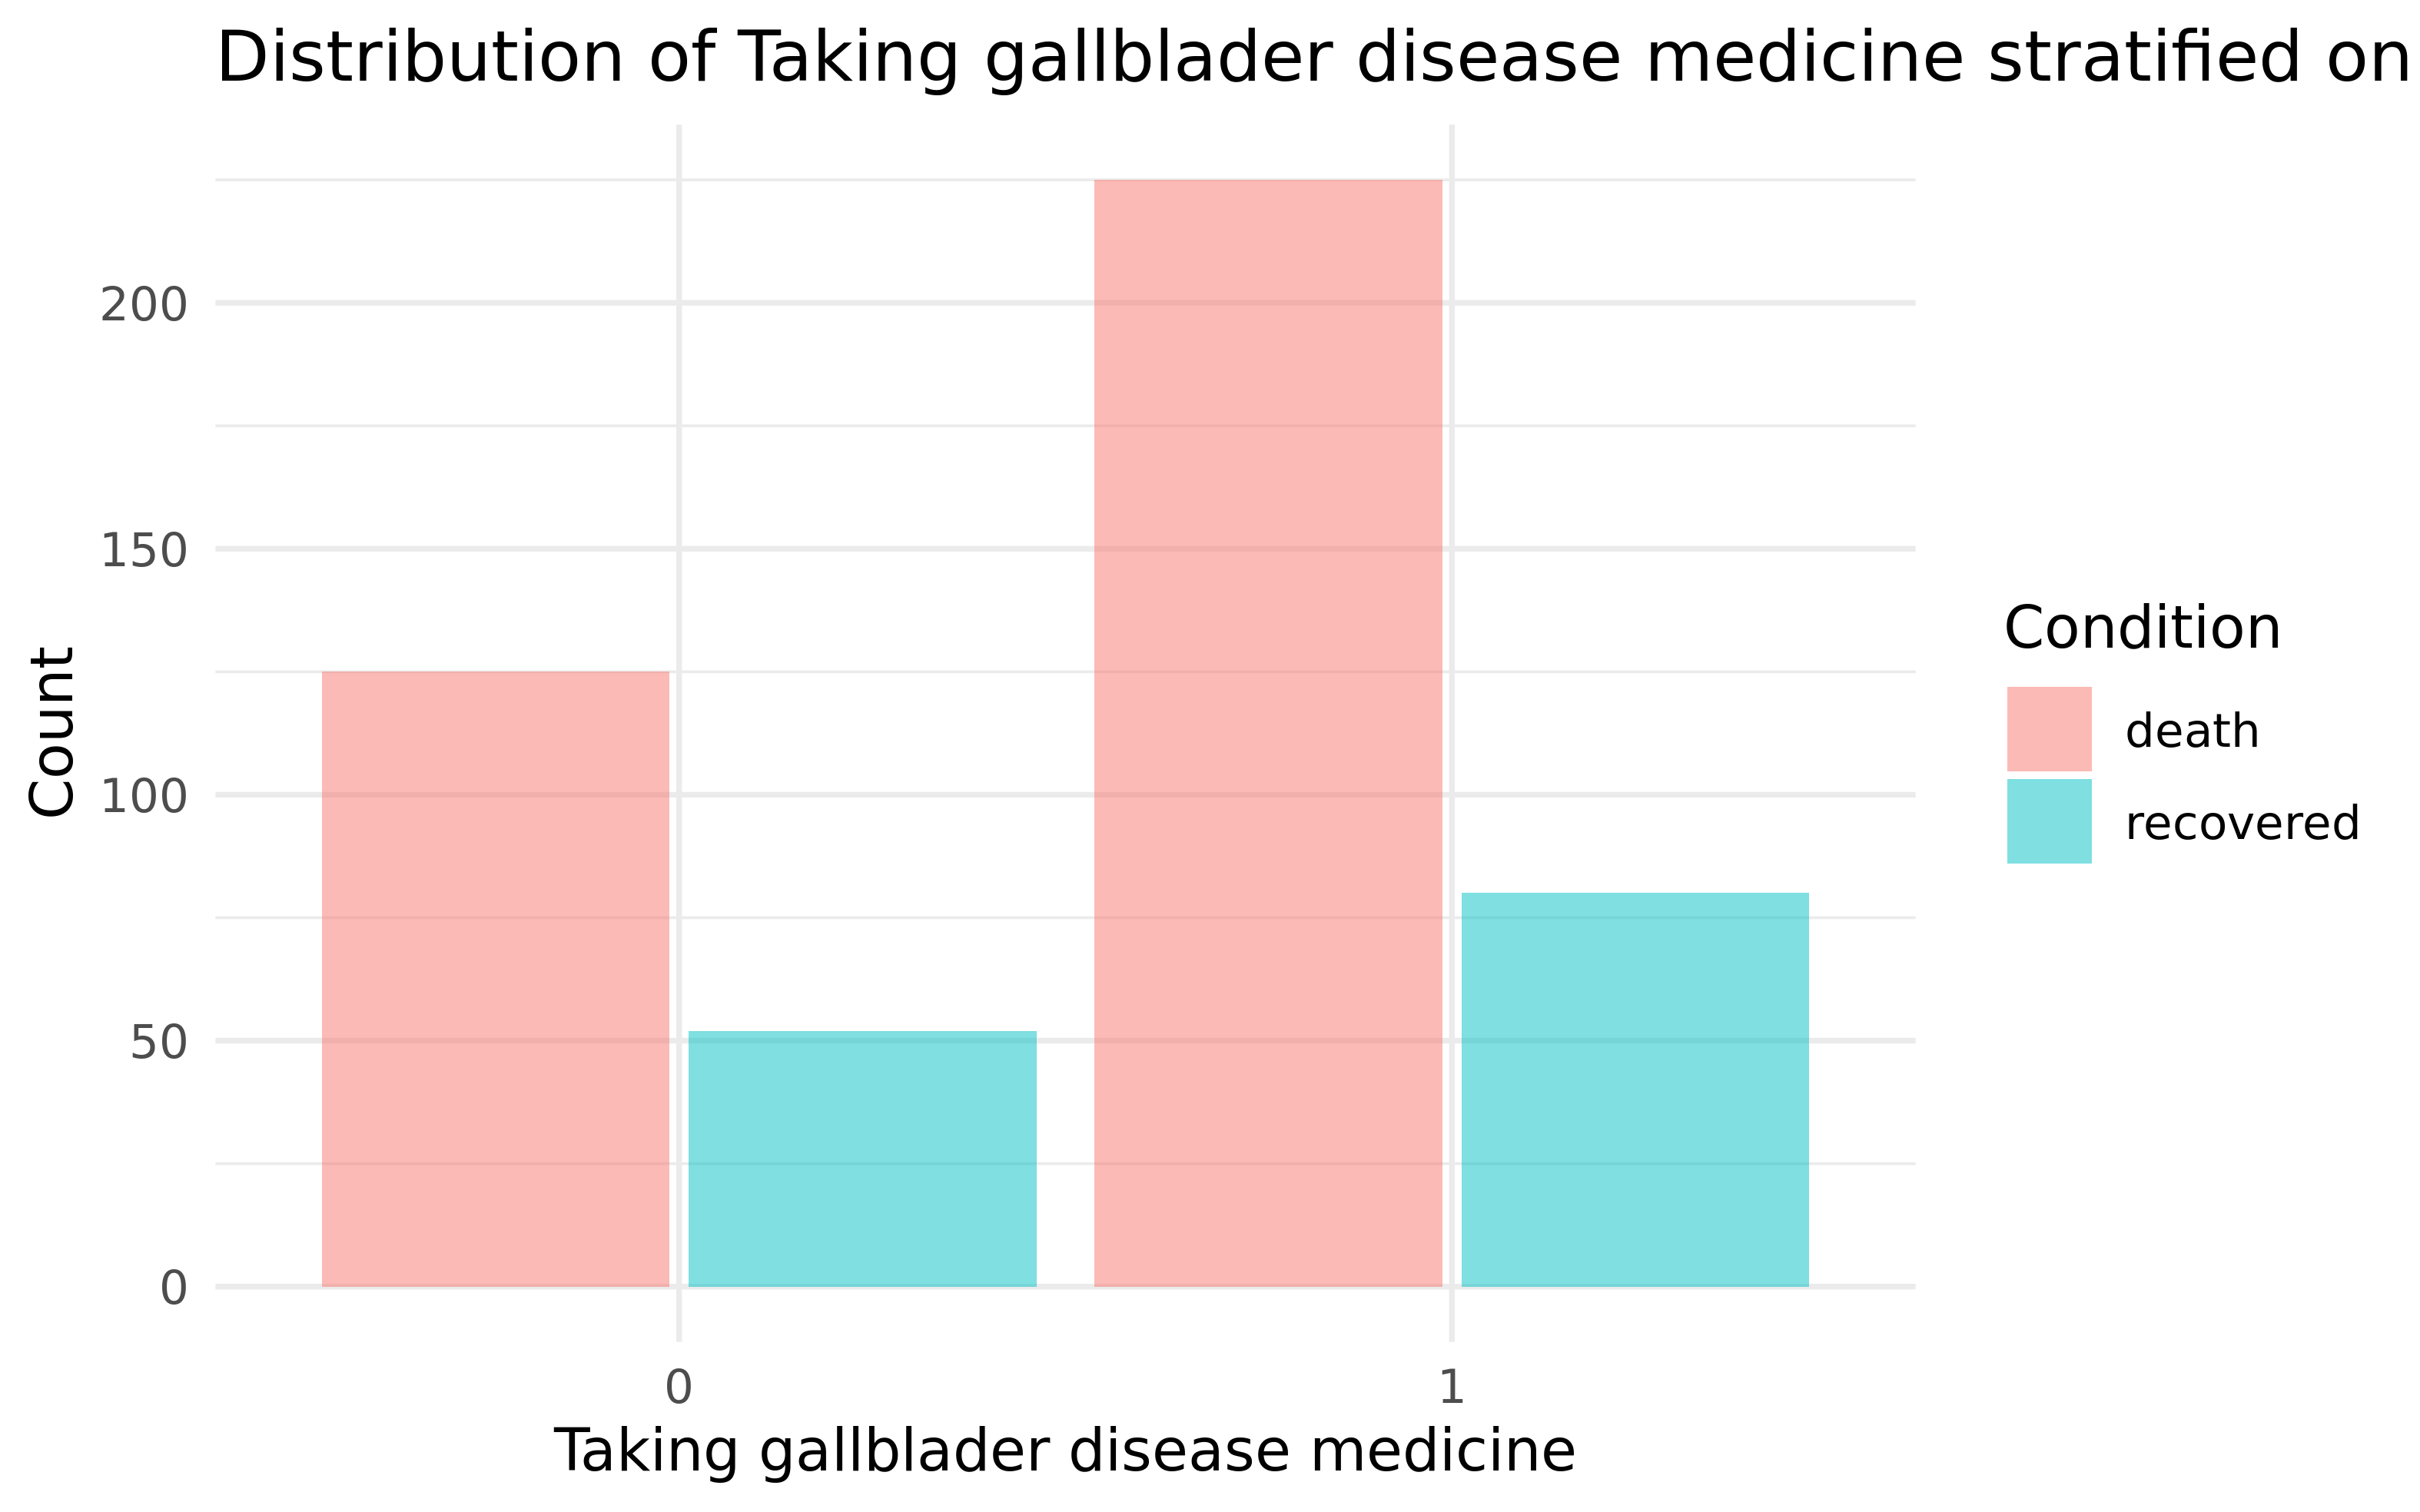 Distribution of Taking gallblader disease medicine stratified on
Count
200
150
100
50
0
0
1
Taking gallblader disease medicine
Condition
death
recovered